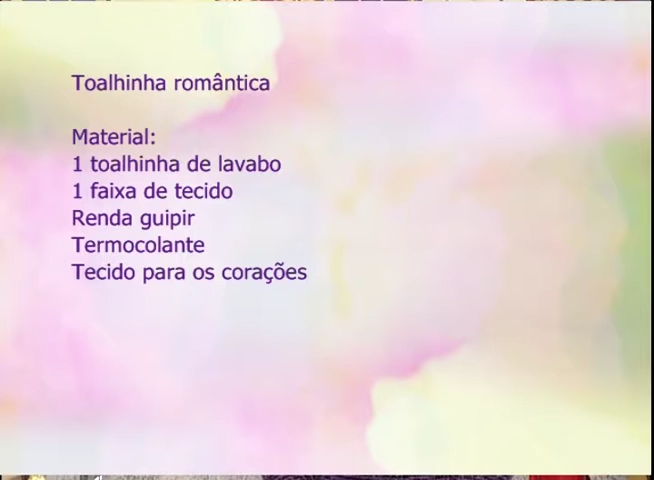 Toalhinha romântica
Material:
1 toalhinha de lavabo
1 faixa de tecido
Renda guipir
Termocolante
Tecido para os corações